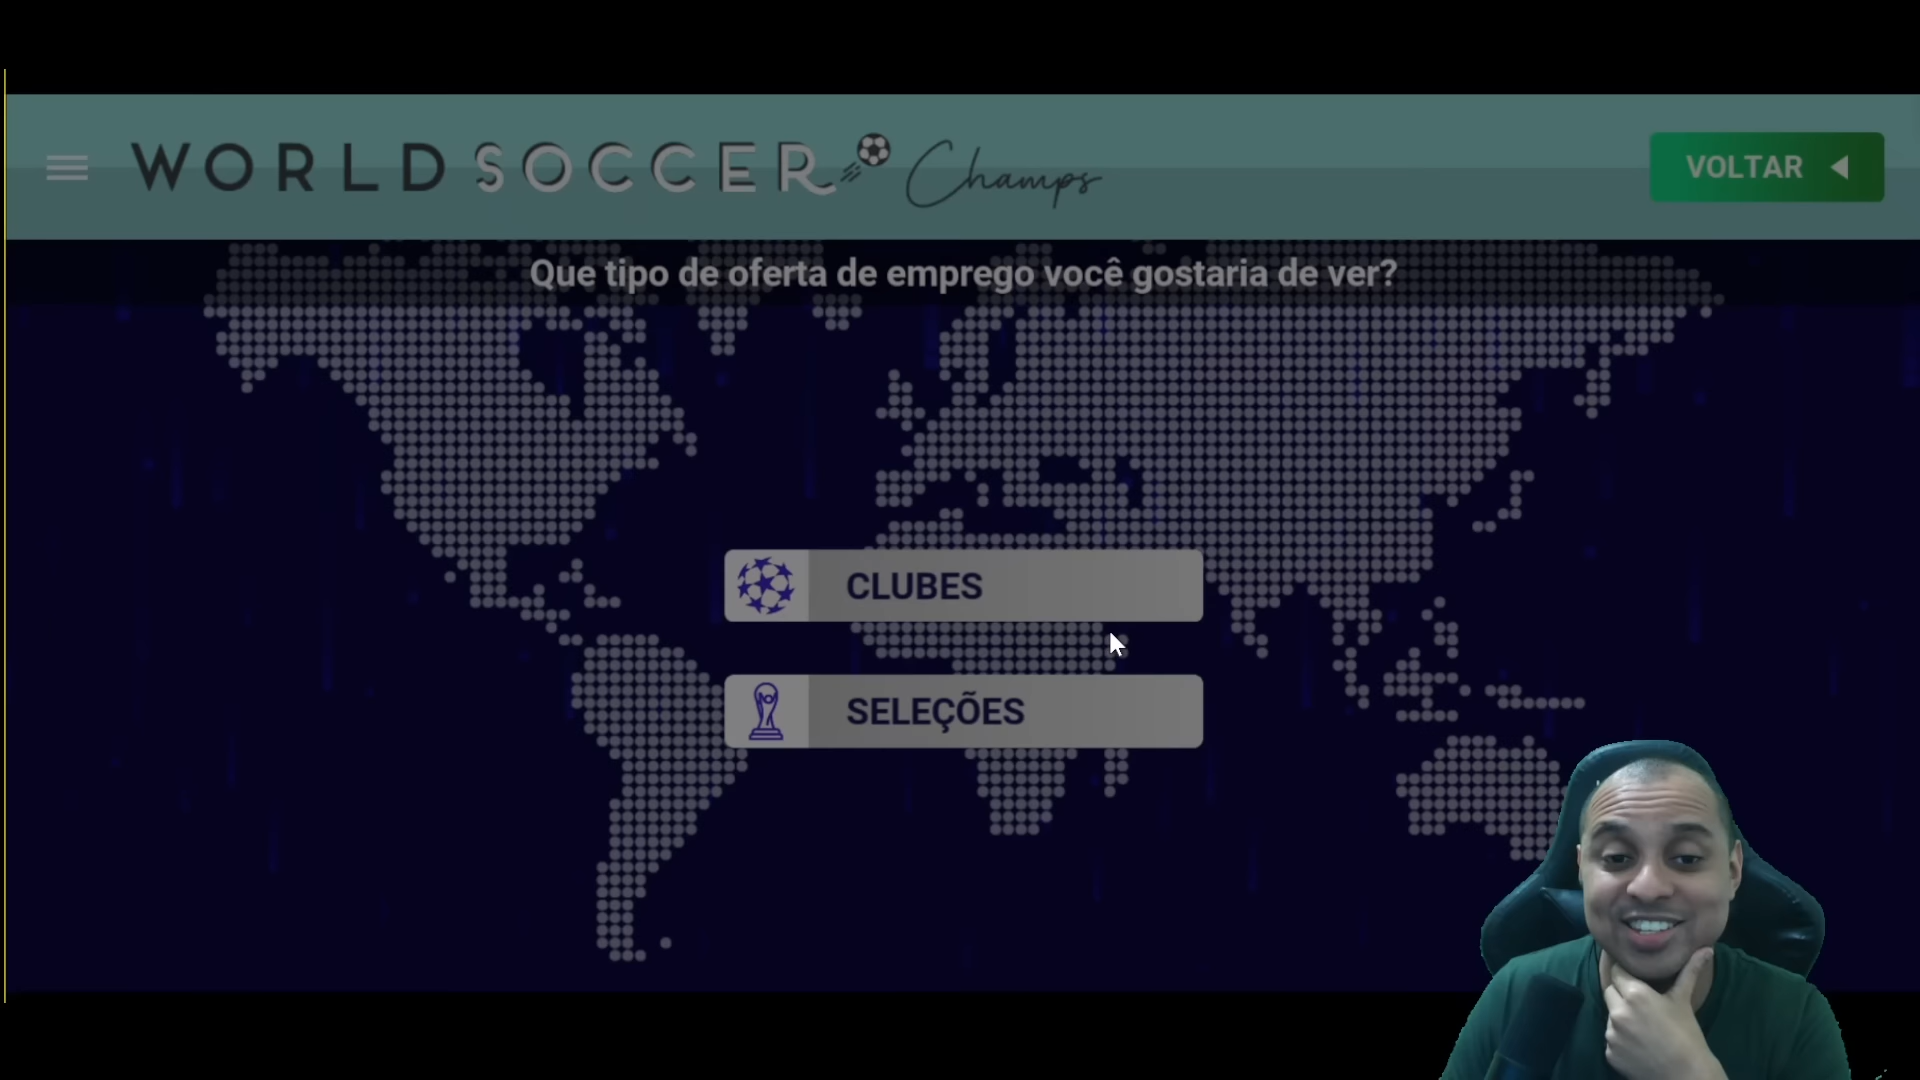 WORLD SOCCER Champs
VOLTAR
Que tipo de oferta de emprego você gostaria de ver?
CLUBES
SELEÇÕES